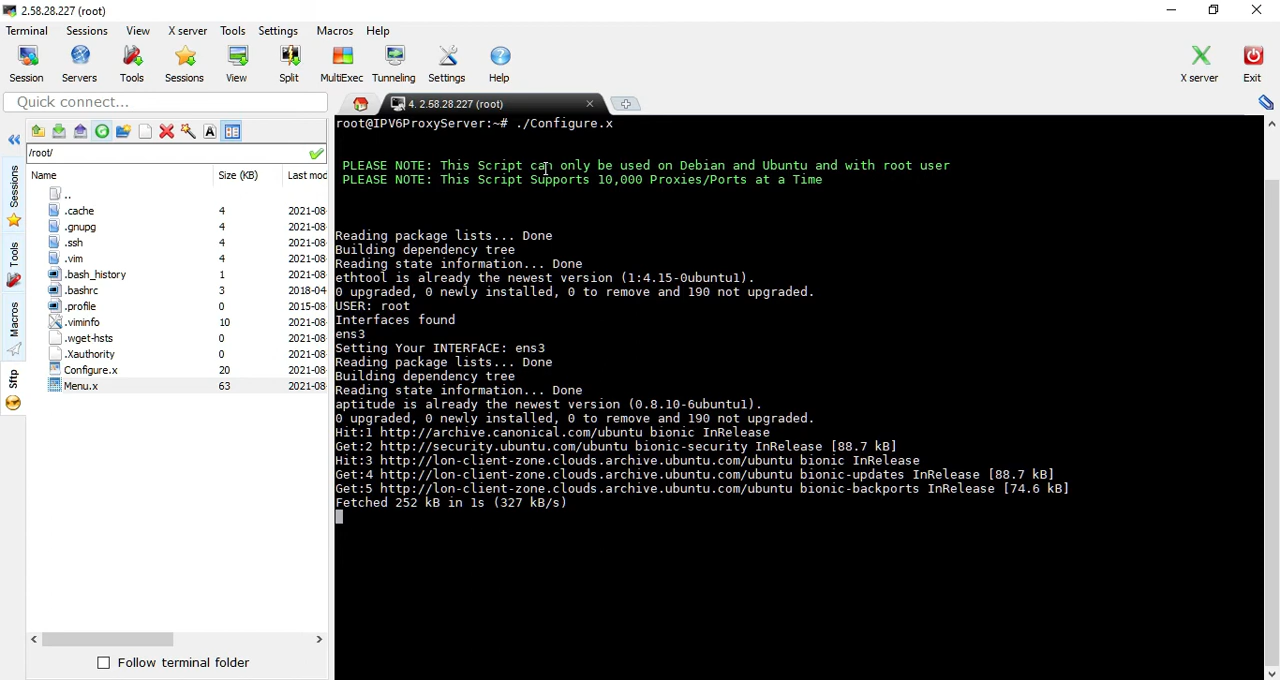 2.58.28.227 (root)
Terminal Sessions View X server Tools Settings Macros Help
Session Servers Tools Sessions View Split MultiExec Tunneling Settings Help X server Exit
Quick connect...
4. 2.58.28.227 (root)
/root/
Name Size (KB) Last mod
..
.cache 4 2021-08
.gnupg 4 2021-08
.ssh 4 2021-08
.vim 4 2021-08
.bash_history 1 2021-08
.bashrc 3 2018-04
.profile 0 2015-08
.viminfo 10 2021-08
.wget-hsts 0 2021-08
.Xauthority 0 2021-08
Configure.x 20 2021-08
Menu.x 63 2021-08
Follow terminal folder
Sessions
Tools
Macros
Sftp
root@IPV6ProxyServer:~# ./Configure.x
PLEASE NOTE: This Script can only be used on Debian and Ubuntu and with root user
PLEASE NOTE: This Script Supports 10,000 Proxies/Ports at a Time
Reading package lists... Done
Building dependency tree
Reading state information... Done
ethtool is already the newest version (1:4.15-0ubuntu1).
0 upgraded, 0 newly installed, 0 to remove and 190 not upgraded.
USER: root
Interfaces found
ens3
Setting Your INTERFACE: ens3
Reading package lists... Done
Building dependency tree
Reading state information... Done
aptitude is already the newest version (0.8.10-6ubuntu1).
0 upgraded, 0 newly installed, 0 to remove and 190 not upgraded.
Hit:1 http://archive.canonical.com/ubuntu bionic InRelease
Get:2 http://security.ubuntu.com/ubuntu bionic-security InRelease [88.7 kB]
Hit:3 http://lon-client-zone.clouds.archive.ubuntu.com/ubuntu bionic InRelease
Get:4 http://lon-client-zone.clouds.archive.ubuntu.com/ubuntu bionic-updates InRelease [88.7 kB]
Get:5 http://lon-client-zone.clouds.archive.ubuntu.com/ubuntu bionic-backports InRelease [74.6 kB]
Fetched 252 kB in 1s (327 kB/s)